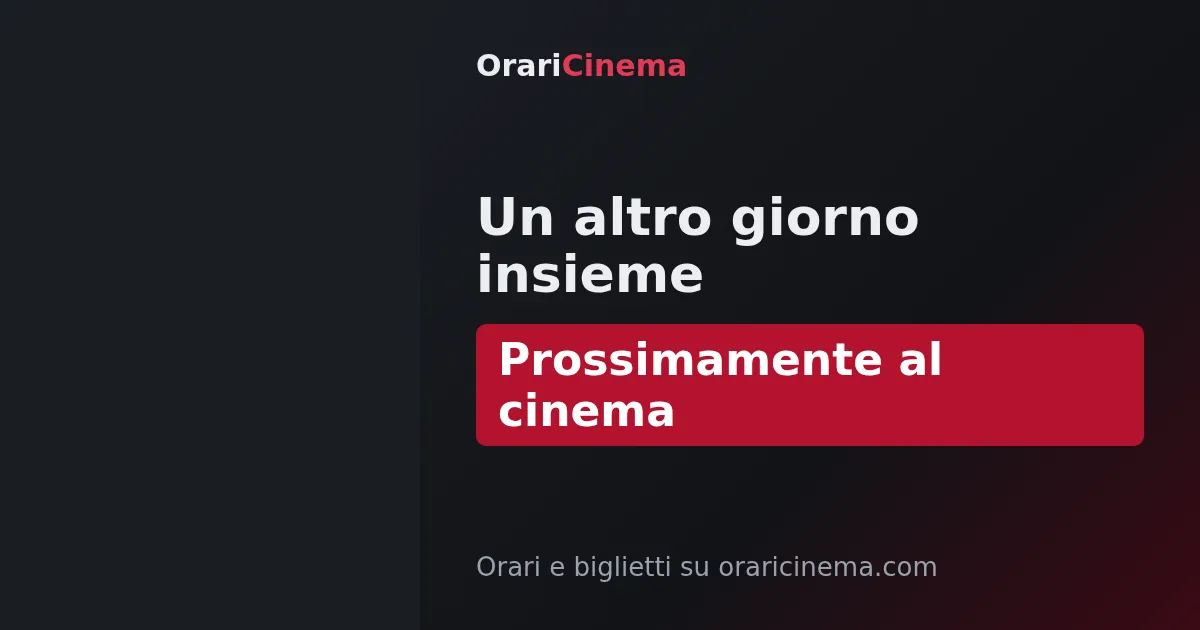 OrariCinema
Un altro giorno
insieme
Prossimamente al
cinema
Orari e biglietti su oraricinema.com